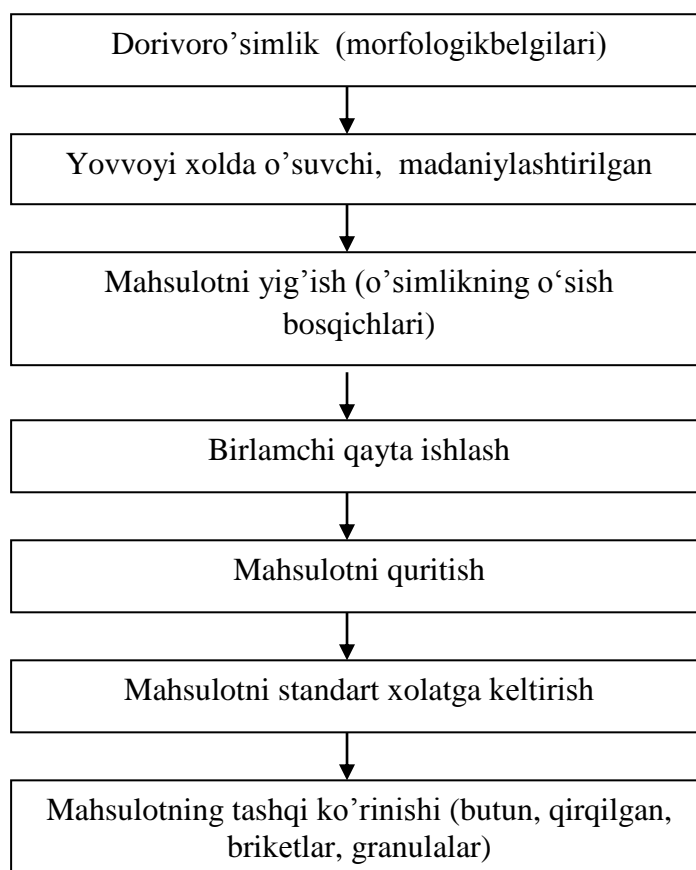 Dorivoro’simlik  (morfologikbelgilari)
Yovvoyi xolda o’suvchi,  madaniylashtirilgan
Mahsulotni yig’ish (o’simlikning o‘sish
bosqichlari)
Birlamchi qayta ishlash
Mahsulotni quritish
Mahsulotni standart xolatga keltirish
Mahsulotning tashqi ko’rinishi (butun, qirqilgan,
briketlar, granulalar)